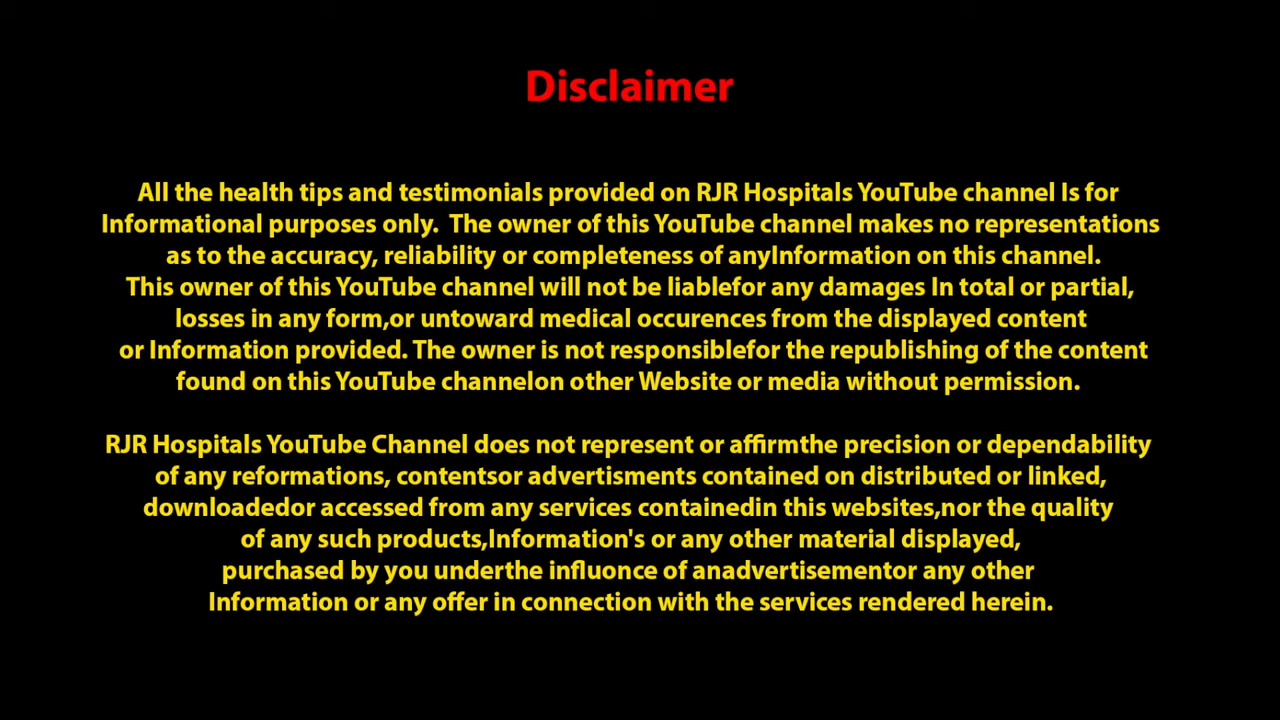 Disclaimer
All the health tips and testimonials provided on RJR Hospitals YouTube channel Is for
Informational purposes only.  The owner of this YouTube channel makes no representations
as to the accuracy, reliability or completeness of anyInformation on this channel.
This owner of this YouTube channel will not be liablefor any damages In total or partial,
losses in any form,or untoward medical occurences from the displayed content
or Information provided. The owner is not responsiblefor the republishing of the content
found on this YouTube channelon other Website or media without permission.
RJR Hospitals YouTube Channel does not represent or affirmthe precision or dependability
of any reformations, contentsor advertisments contained on distributed or linked,
downloadedor accessed from any services containedin this websites,nor the quality
of any such products,Information's or any other material displayed,
purchased by you underthe influonce of anadvertisementor any other
Information or any offer in connection with the services rendered herein.